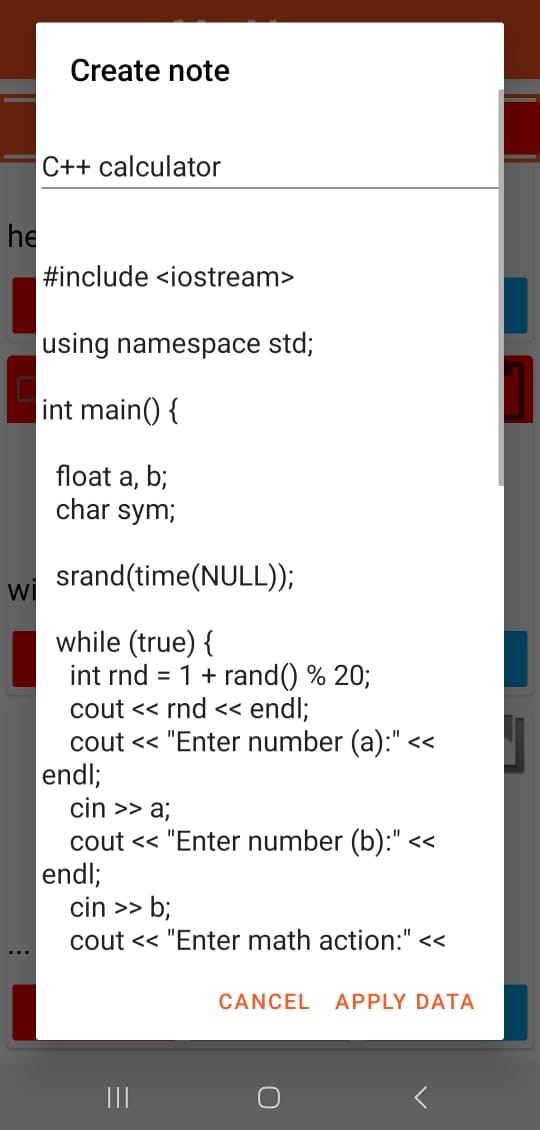 Create note
C++ calculator
he
#include <iostream>
using namespace std;
int main() {
float a, b;
char sym;
srand(time(NULL));
wi
while (true) {
int rnd = 1 + rand() % 20;
cout << rnd << endl;
cout << "Enter number (a):" <<
endl;
cin >> a;
cout << "Enter number (b):" <<
endl;
cin >> b;
cout << "Enter math action:" <<
...
CANCEL APPLY DATA